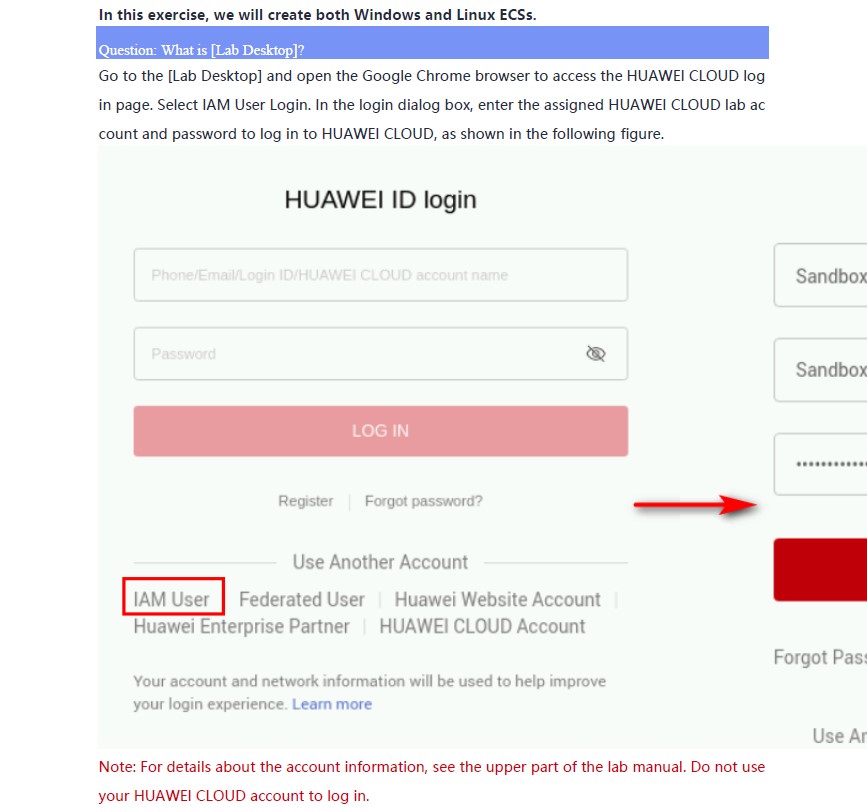 In this exercise, we will create both Windows and Linux ECSs.
Question: What is [Lab Desktop]?
Go to the [Lab Desktop] and open the Google Chrome browser to access the HUAWEI CLOUD log
in page. Select IAM User Login. In the login dialog box, enter the assigned HUAWEI CLOUD lab ac
count and password to log in to HUAWEI CLOUD, as shown in the following figure.
HUAWEI ID login
Phone/Email/Login ID/HUAWEI CLOUD account name
Password
LOG IN
Register | Forgot password?
Use Another Account
IAM User Federated User | Huawei Website Account |
Huawei Enterprise Partner | HUAWEI CLOUD Account
Your account and network information will be used to help improve
your login experience. Learn more
Sandbox
Sandbox
••••••••••••
Forgot Pass
Use An
Note: For details about the account information, see the upper part of the lab manual. Do not use
your HUAWEI CLOUD account to log in.